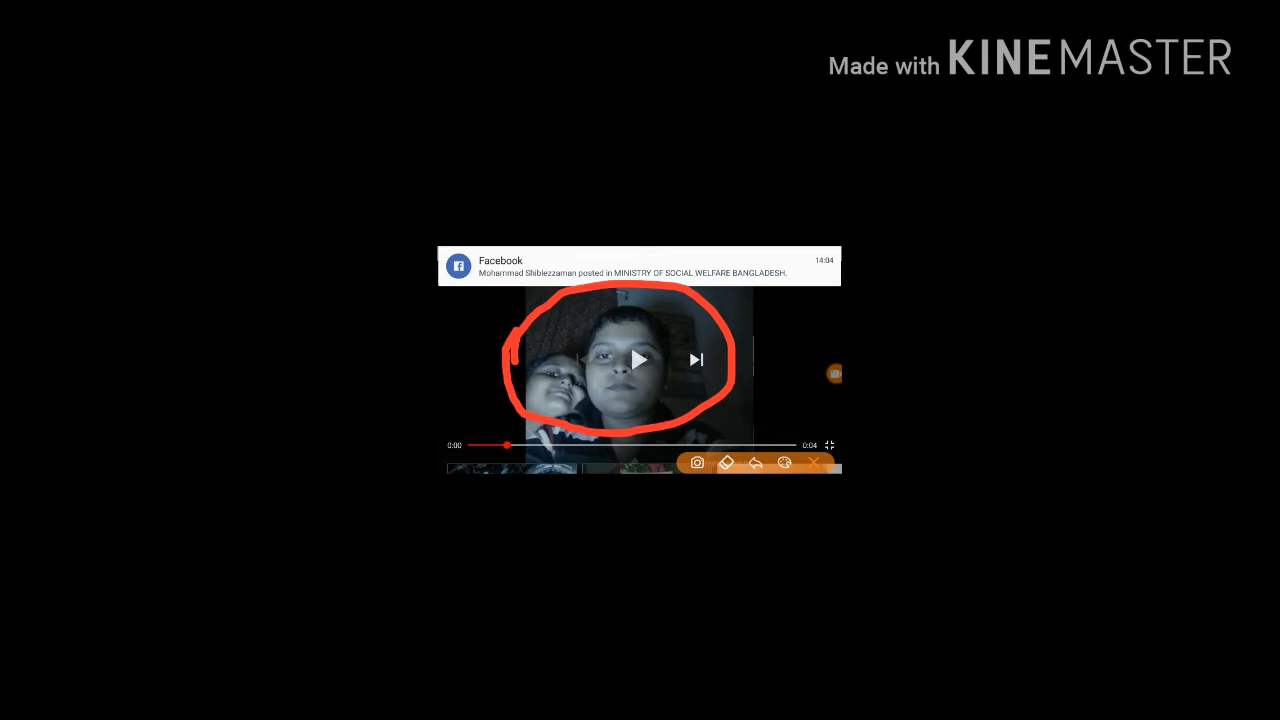 Made with KINEMASTER
Facebook
14:04
Mohammad Shiblezzaman posted in MINISTRY OF SOCIAL WELFARE BANGLADESH.
0:00
0:04